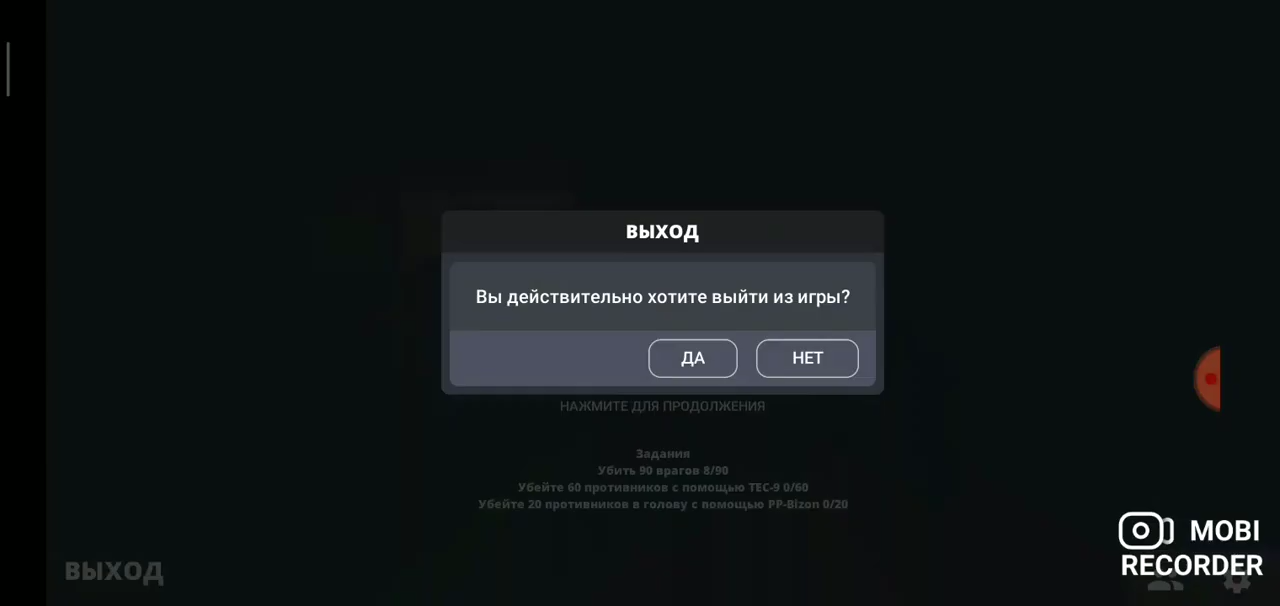 ВЫХОД
Вы действительно хотите выйти из игры?
ДА НЕТ
НАЖМИТЕ ДЛЯ ПРОДОЛЖЕНИЯ
Задания
Убить 90 врагов 8/90
Убейте 60 противников с помощью TEC-9 0/60
Убейте 20 противников в голову с помощью PP-Bizon 0/20
ВЫХОД
MOBI
RECORDER